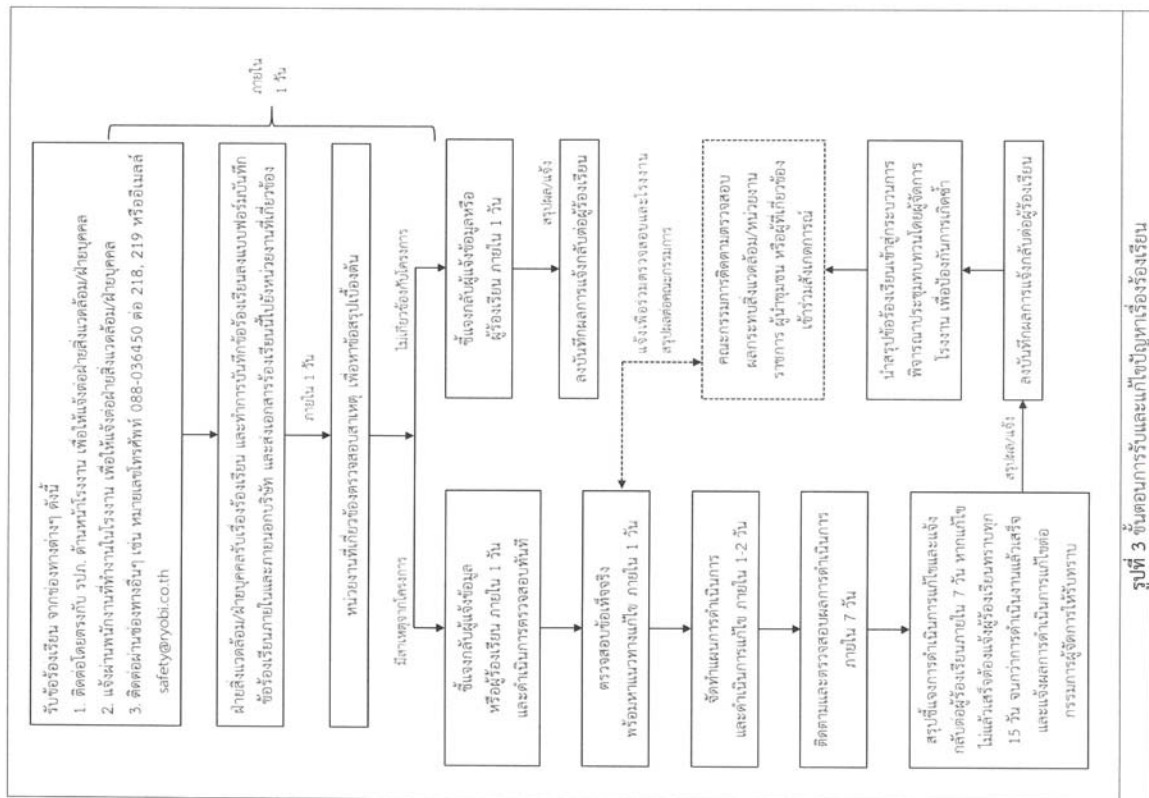 รับข้อร้องเรียน จากช่องทางต่างๆ ดังนี้
1. ติดต่อโดยตรงกับ รปภ. ด้านหน้าโรงงาน เพื่อให้แจ้งต่อฝ่ายสิ่งแวดล้อม/ฝ่ายบุคคล
2. แจ้งผ่านพนักงานที่ทำงานในโรงงาน เพื่อให้แจ้งต่อฝ่ายสิ่งแวดล้อม/ฝ่ายบุคคล
3. ติดต่อผ่านช่องทางอื่นๆ เช่น หมายเลขโทรศัพท์ 088-036450 ต่อ 218, 219 หรืออีเมลล์
safety@ryobi.co.th
ภายใน
1 วัน
ฝ่ายสิ่งแวดล้อม/ฝ่ายบุคคลรับเรื่องร้องเรียน และทำการบันทึกข้อร้องเรียนลงแบบฟอร์มบันทึก
ข้อร้องเรียนภายในและภายนอกบริษัท และส่งเอกสารร้องเรียนนี้ไปยังหน่วยงานที่เกี่ยวข้อง
ภายใน 1 วัน
หน่วยงานที่เกี่ยวข้องตรวจสอบสาเหตุ เพื่อหาข้อสรุปเบื้องต้น
มีสาเหตุจากโครงการ
ไม่เกี่ยวข้องกับโครงการ
ชี้แจงกลับผู้แจ้งข้อมูล
หรือผู้ร้องเรียน ภายใน 1 วัน
และดำเนินการตรวจสอบทันที
ชี้แจงกลับผู้แจ้งข้อมูลหรือ
ผู้ร้องเรียน ภายใน 1 วัน
สรุปผล/แจ้ง
ลงบันทึกผลการแจ้งกลับต่อผู้ร้องเรียน
ตรวจสอบข้อเท็จจริง
พร้อมหาแนวทางแก้ไข ภายใน 1 วัน
แจ้งเพื่อร่วมตรวจสอบและโรงงาน
สรุปผลต่อคณะกรรมการ
คณะกรรมการติดตามตรวจสอบ
ผลกระทบสิ่งแวดล้อม/หน่วยงาน
ราชการ ผู้นำชุมชน หรือผู้ที่เกี่ยวข้อง
เข้าร่วมสังเกตการณ์
จัดทำแผนการดำเนินการ
และดำเนินการแก้ไข ภายใน 1-2 วัน
ติดตามและตรวจสอบผลการดำเนินการ
ภายใน 7 วัน
นำสรุปข้อร้องเรียนเข้าสู่กระบวนการ
พิจารณาประชุมทบทวนโดยผู้จัดการ
โรงงาน เพื่อป้องกันการเกิดซ้ำ
สรุปชี้แจงการดำเนินการแก้ไขและแจ้ง
กลับต่อผู้ร้องเรียนภายใน 7 วัน หากแก้ไข
ไม่แล้วเสร็จต้องแจ้งผู้ร้องเรียนทราบทุก
15 วัน จนกว่าการดำเนินงานแล้วเสร็จ
และแจ้งผลการดำเนินการแก้ไขต่อ
กรรมการผู้จัดการให้รับทราบ
สรุปผล/แจ้ง
ลงบันทึกผลการแจ้งกลับต่อผู้ร้องเรียน
รูปที่ 3 ขั้นตอนการรับและแก้ไขปัญหาเรื่องร้องเรียน